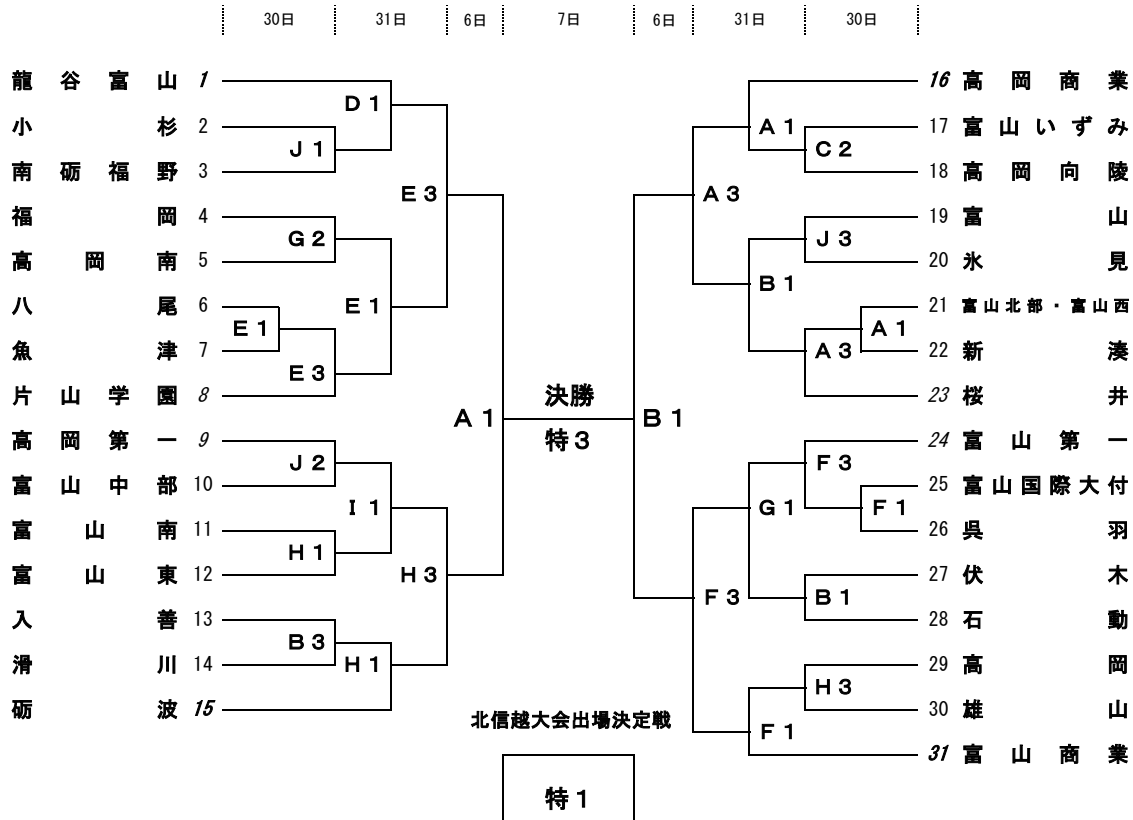 30日 31日 6日 7日 6日 31日 30日
龍谷富山 1 16 高岡商業
D1
小杉 2 A1 17 富山いずみ
J1 C2
南砺福野 3 18 高岡向陵
E3 A3
福岡 4 19 富山
G2 J3
高岡南 5 20 氷見
B1
八尾 6 E1 21 富山北部・富山西
E1 A1
魚津 7 A3 22 新湊
E3
片山学園 8 決勝 23 桜井
A1 B1
高岡第一 9 特3 24 富山第一
J2 F3
富山中部 10 25 富山国際大付
I1 G1 F1
富山南 11 26 呉羽
H1
富山東 12 H3 27 伏木
F3 B1
入善 13 28 石動
B3
滑川 14 H1 29 高岡
H3
砺波 15 30 雄山
北信越大会出場決定戦 F1
31 富山商業
特1